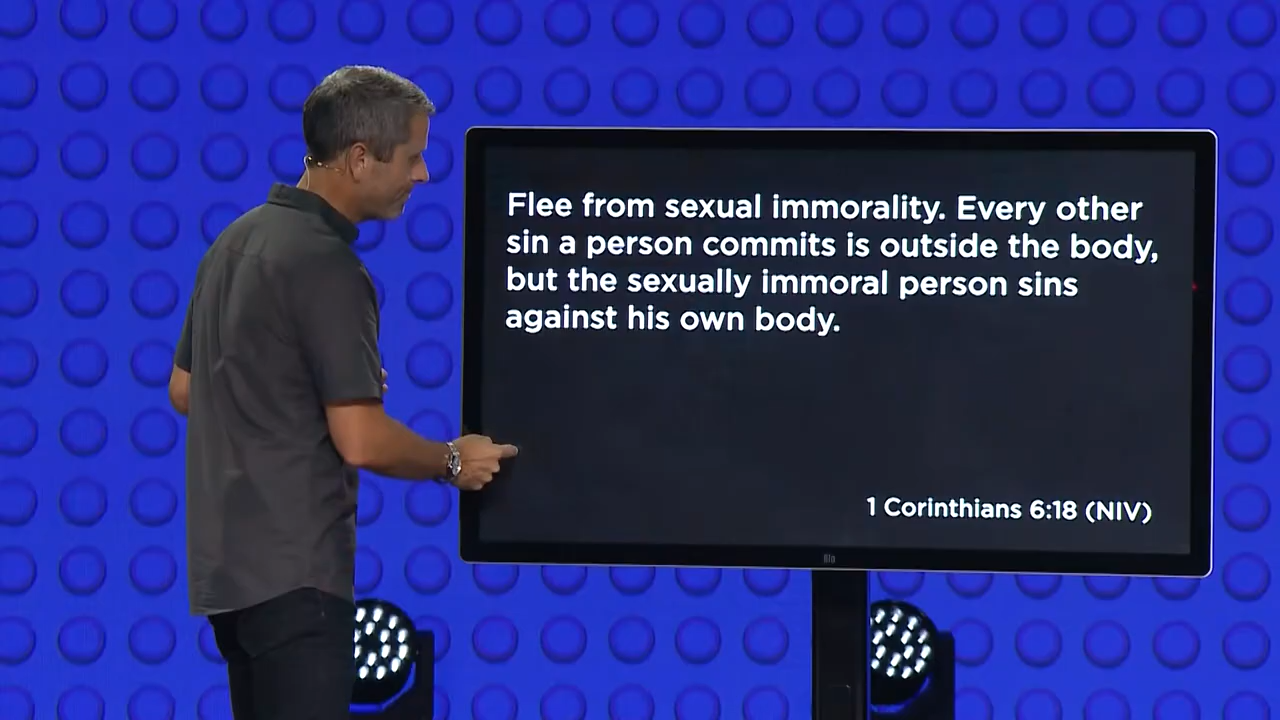 Flee from sexual immorality. Every other
sin a person commits is outside the body,
but the sexually immoral person sins
against his own body.
1 Corinthians 6:18 (NIV)
elo